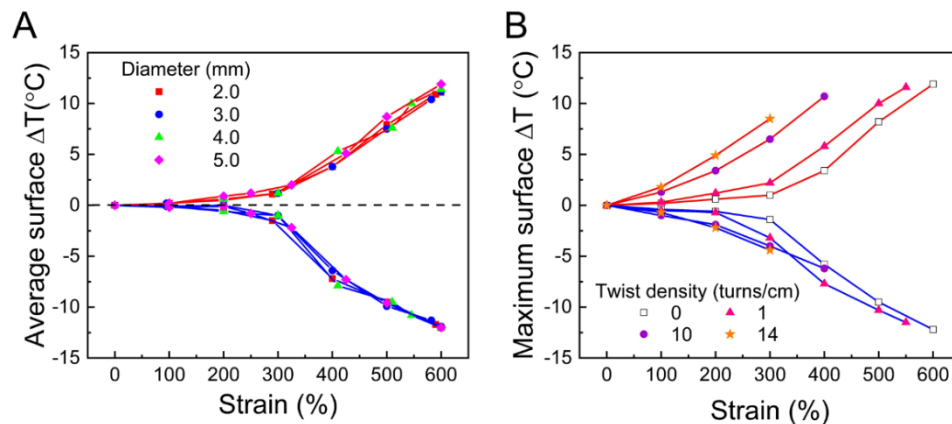 A
Average surface ΔT(°C)
15
10
5
0
-5
-10
-15
Diameter (mm)
2.0
3.0
4.0
5.0
0 100 200 300 400 500 600
Strain (%)
B
Maximum surface ΔT (°C)
15
10
5
0
-5
-10
-15
Twist density (turns/cm)
0 1
10 14
0 100 200 300 400 500 600
Strain (%)